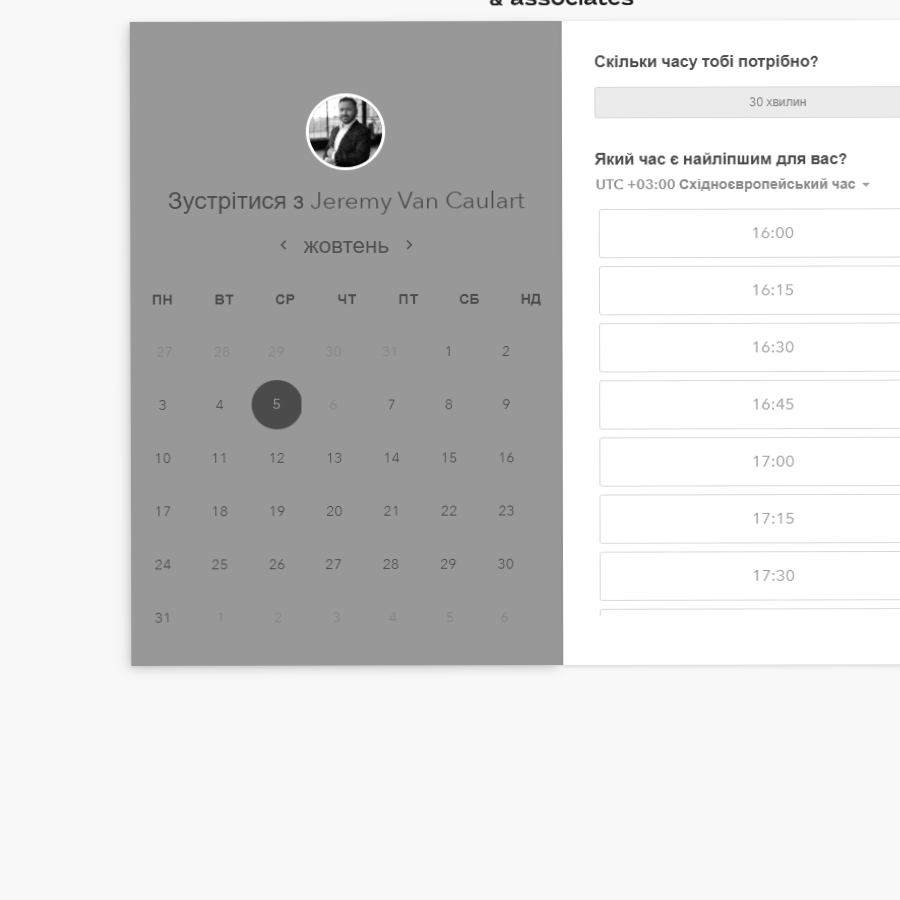 & associates
Зустрітися з Jeremy Van Caulart
жовтень
ПН ВТ СР ЧТ ПТ СБ НД
27 28 29 30 31 1 2
3 4 5 6 7 8 9
10 11 12 13 14 15 16
17 18 19 20 21 22 23
24 25 26 27 28 29 30
31 1 2 3 4 5 6
Скільки часу тобі потрібно?
30 хвилин
Який час є найліпшим для вас?
UTC +03:00 Східноєвропейський час
16:00
16:15
16:30
16:45
17:00
17:15
17:30